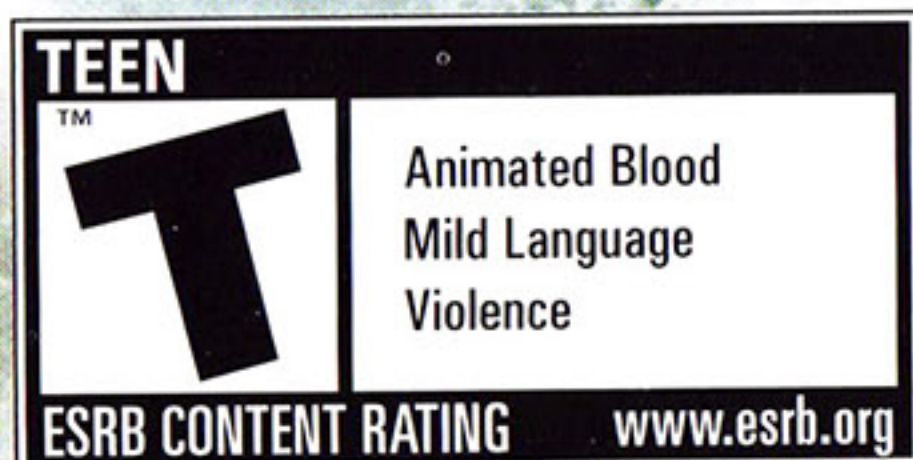 TEEN
TM
T
Animated Blood
Mild Language
Violence
ESRB CONTENT RATING www.esrb.org